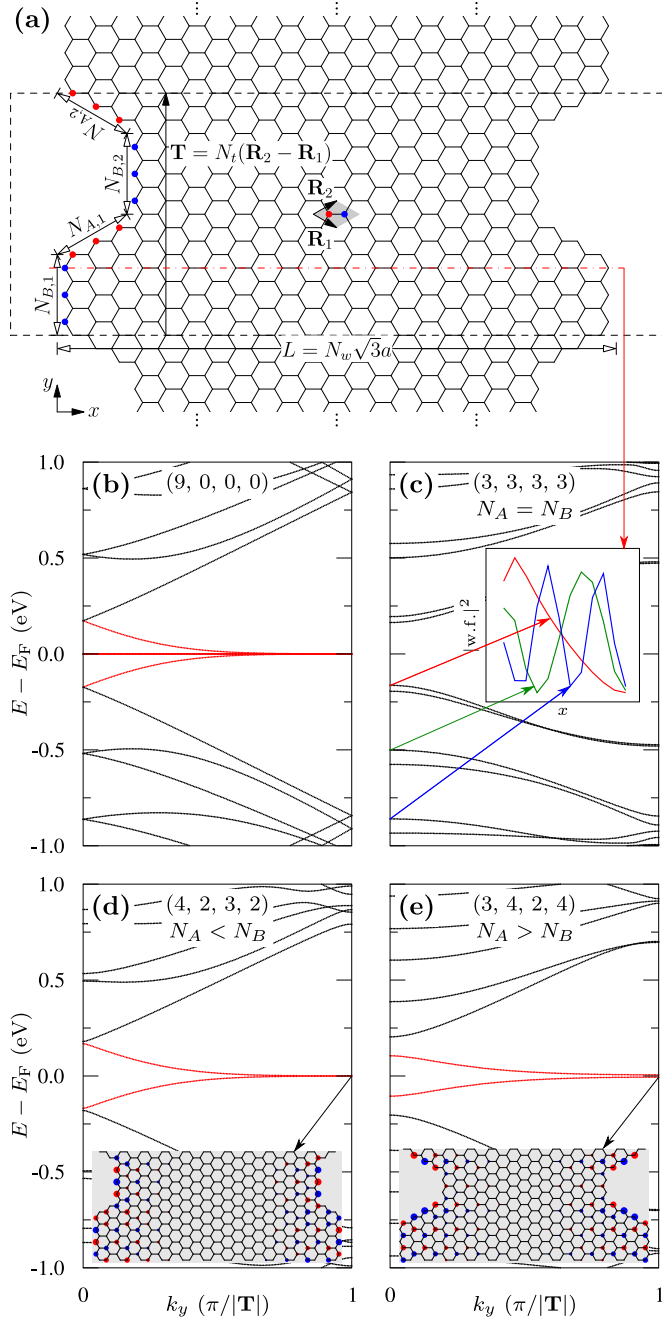 (a)
⋮ ⋮ ⋮
N_{A,2}
T = N_t(R_2 − R_1)
N_{B,2}
R_2
N_{A,1}
R_1
N_{B,1}
L = N_w√3a
y
x
⋮ ⋮ ⋮
(b) (9, 0, 0, 0)
(c) (3, 3, 3, 3)
N_A = N_B
|w.f.|^2
x
E − E_F (eV)
1.0
0.5
0.0
-0.5
-1.0
(d) (4, 2, 3, 2)
N_A < N_B
(e) (3, 4, 2, 4)
N_A > N_B
E − E_F (eV)
1.0
0.5
0.0
-0.5
-1.0
0 1 0 1
k_y (π/|T|) k_y (π/|T|)